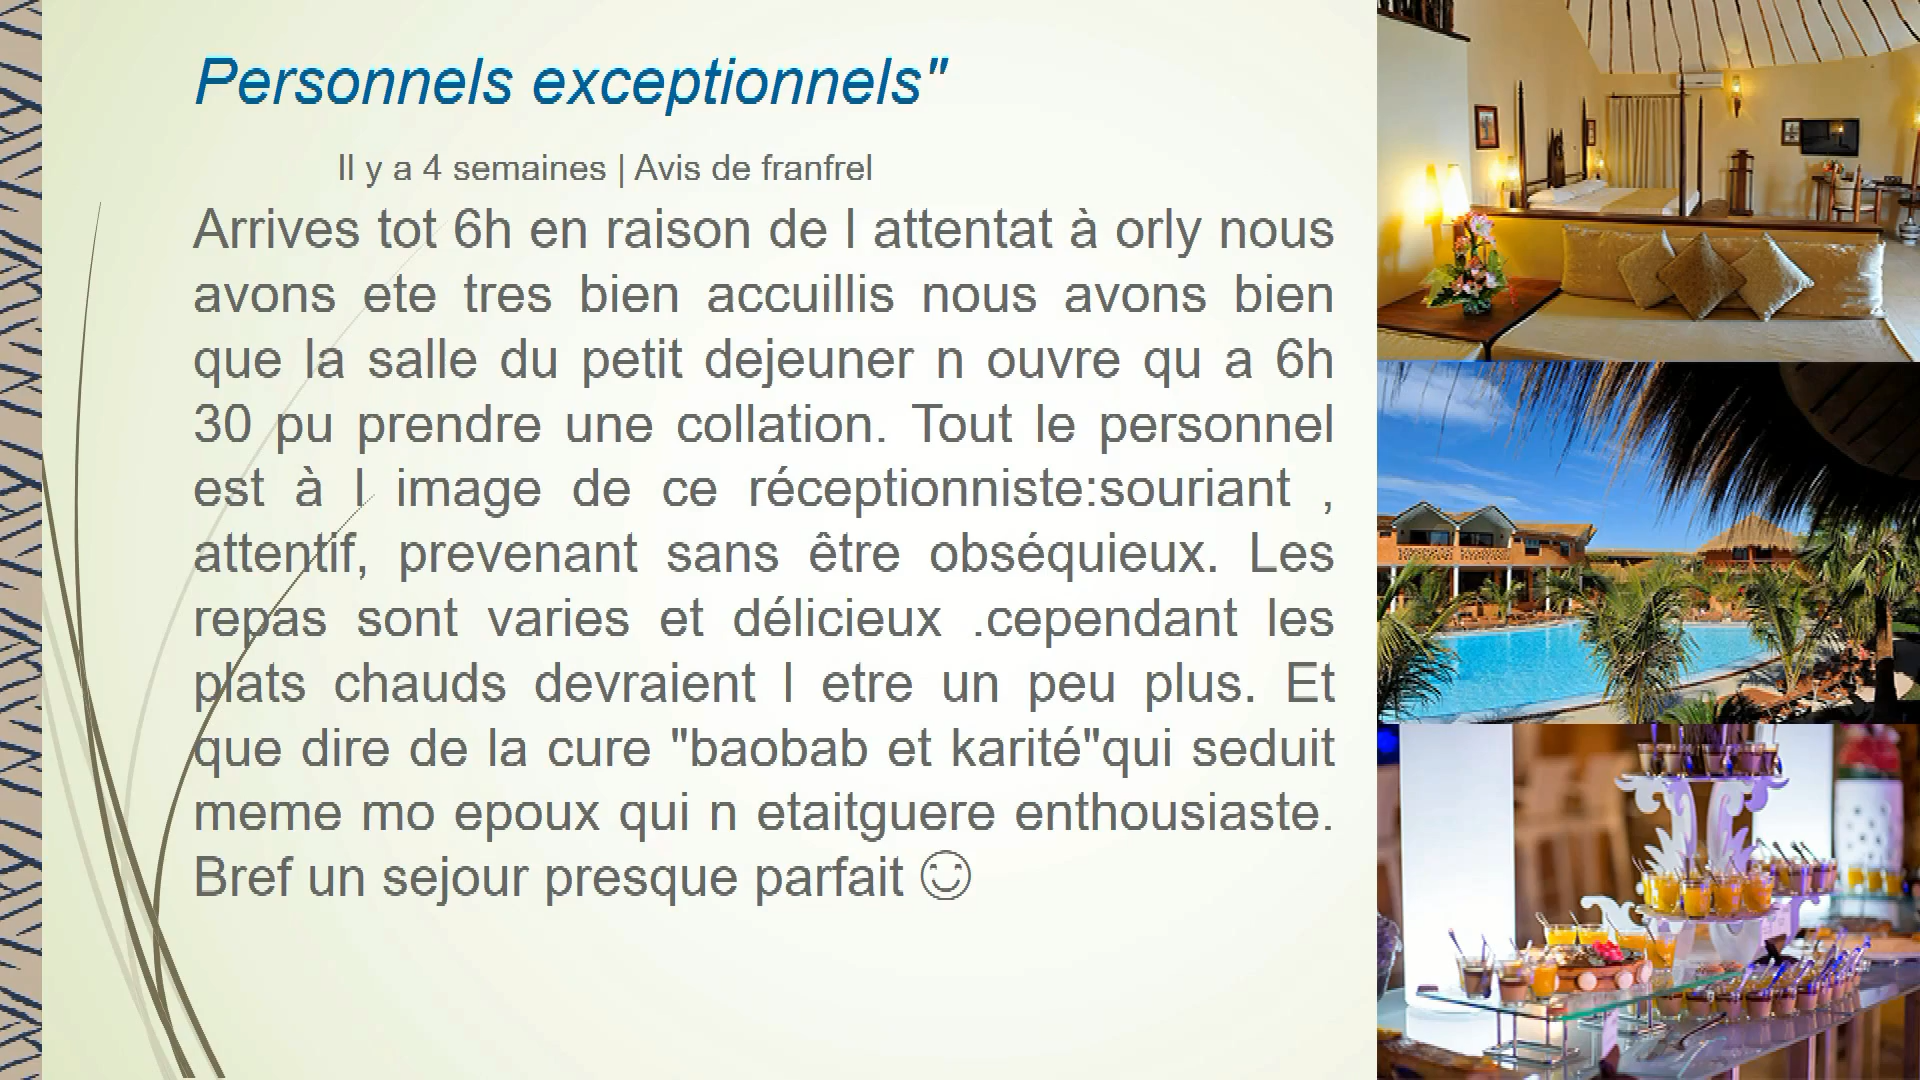 Personnels exceptionnels"
Il y a 4 semaines | Avis de franfrel
Arrives tot 6h en raison de l attentat à orly nous
avons ete tres bien accuillis nous avons bien
que la salle du petit dejeuner n ouvre qu a 6h
30 pu prendre une collation. Tout le personnel
est à l image de ce réceptionniste:souriant ,
attentif, prevenant sans être obséquieux. Les
repas sont varies et délicieux .cependant les
plats chauds devraient l etre un peu plus. Et
que dire de la cure "baobab et karité"qui seduit
meme mo epoux qui n etaitguere enthousiaste.
Bref un sejour presque parfait ☺